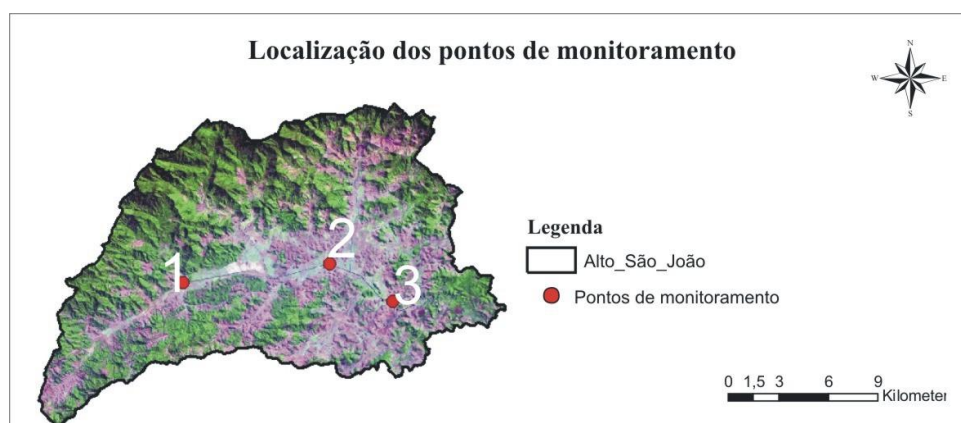 Localização dos pontos de monitoramento
N
W E
S
1
2
3
Legenda
Alto_São_João
Pontos de monitoramento
0 1,5 3 6 9
Kilometer